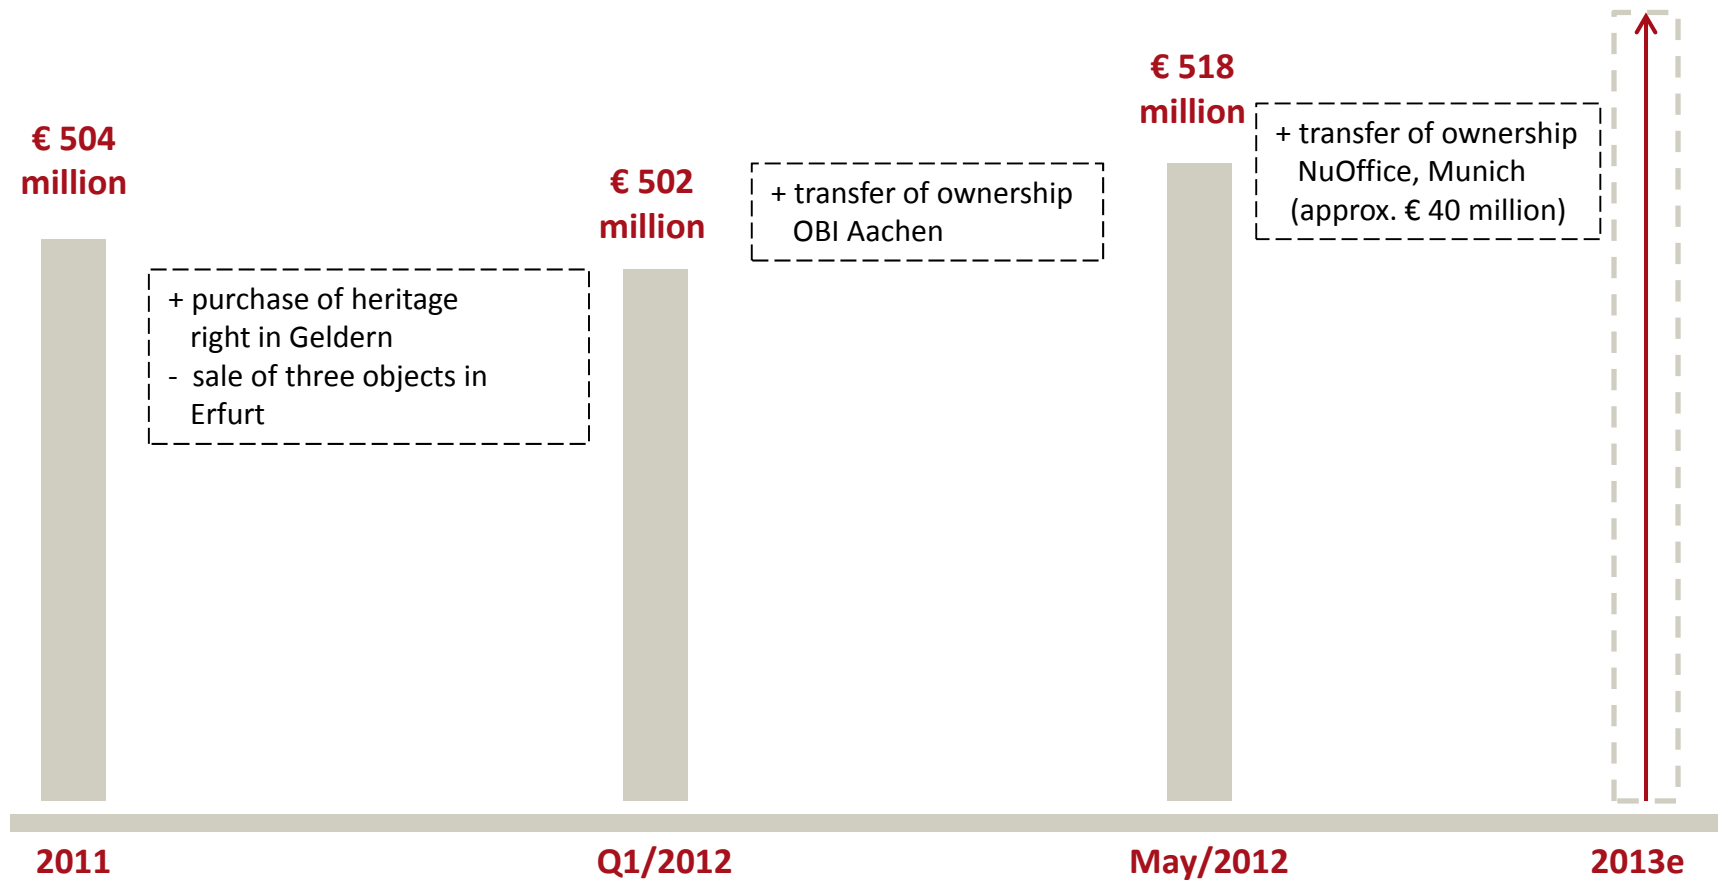 € 504
million
+ purchase of heritage
right in Geldern
- sale of three objects in
Erfurt
€ 502
million
+ transfer of ownership
OBI Aachen
€ 518
million
+ transfer of ownership
NuOffice, Munich
(approx. € 40 million)
2011
Q1/2012
May/2012
2013e